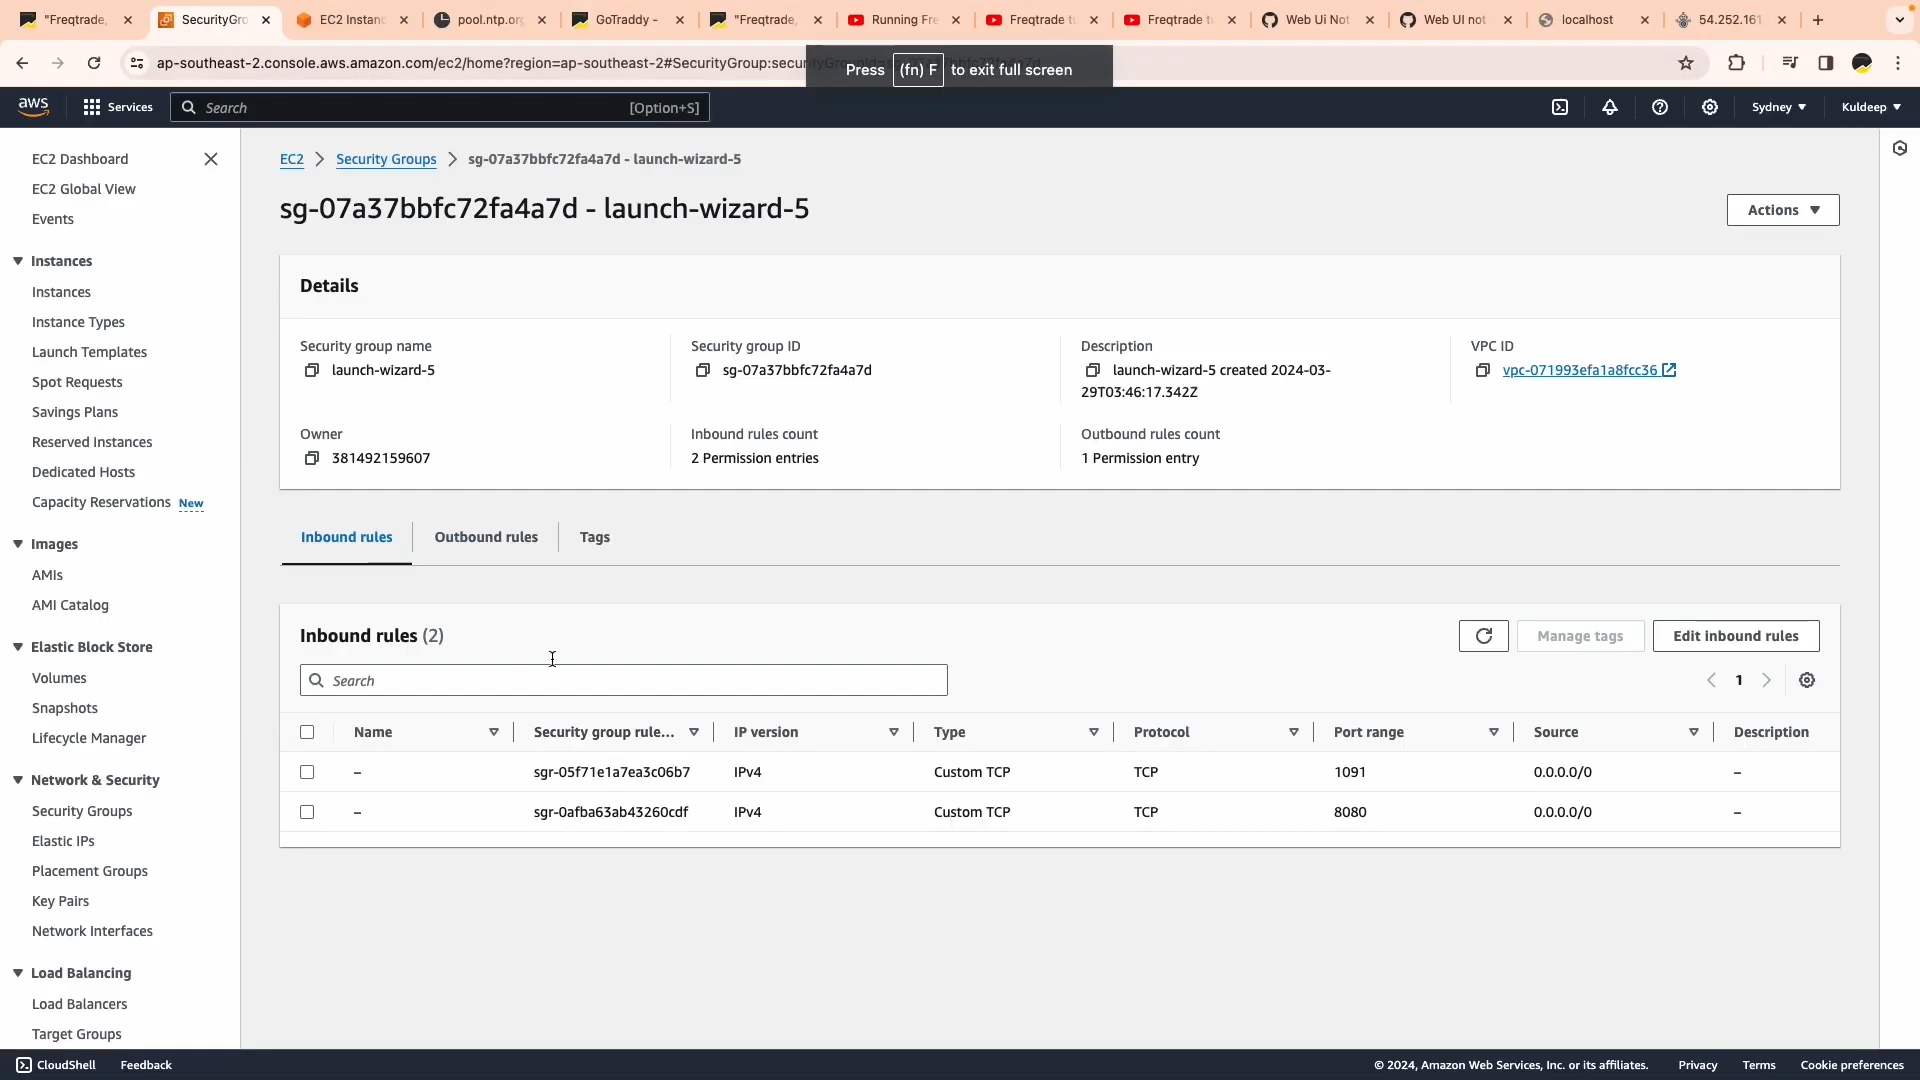 "Freqtrade,
SecurityGro
EC2 Instanc
pool.ntp.org
GoTraddy -
"Freqtrade,
Running Fre
Freqtrade tu
Freqtrade tu
Web Ui Not
Web UI not
localhost
54.252.161
ap-southeast-2.console.aws.amazon.com/ec2/home?region=ap-southeast-2#SecurityGroup:securi
Press (fn) F to exit full screen
aws
Services
Search
[Option+S]
Sydney
Kuldeep
EC2 Dashboard
EC2 Global View
Events
Instances
Instances
Instance Types
Launch Templates
Spot Requests
Savings Plans
Reserved Instances
Dedicated Hosts
Capacity Reservations New
Images
AMIs
AMI Catalog
Elastic Block Store
Volumes
Snapshots
Lifecycle Manager
Network & Security
Security Groups
Elastic IPs
Placement Groups
Key Pairs
Network Interfaces
Load Balancing
Load Balancers
Target Groups
EC2 > Security Groups > sg-07a37bbfc72fa4a7d - launch-wizard-5
sg-07a37bbfc72fa4a7d - launch-wizard-5
Actions
Details
Security group name
launch-wizard-5
Security group ID
sg-07a37bbfc72fa4a7d
Description
launch-wizard-5 created 2024-03-
29T03:46:17.342Z
VPC ID
vpc-071993efa1a8fcc36
Owner
381492159607
Inbound rules count
2 Permission entries
Outbound rules count
1 Permission entry
Inbound rules
Outbound rules
Tags
Inbound rules (2)
Manage tags
Edit inbound rules
Search
1
Name Security group rule... IP version Type Protocol Port range Source Description
– sgr-05f71e1a7ea3c06b7 IPv4 Custom TCP TCP 1091 0.0.0.0/0 –
– sgr-0afba63ab43260cdf IPv4 Custom TCP TCP 8080 0.0.0.0/0 –
CloudShell
Feedback
© 2024, Amazon Web Services, Inc. or its affiliates.
Privacy
Terms
Cookie preferences